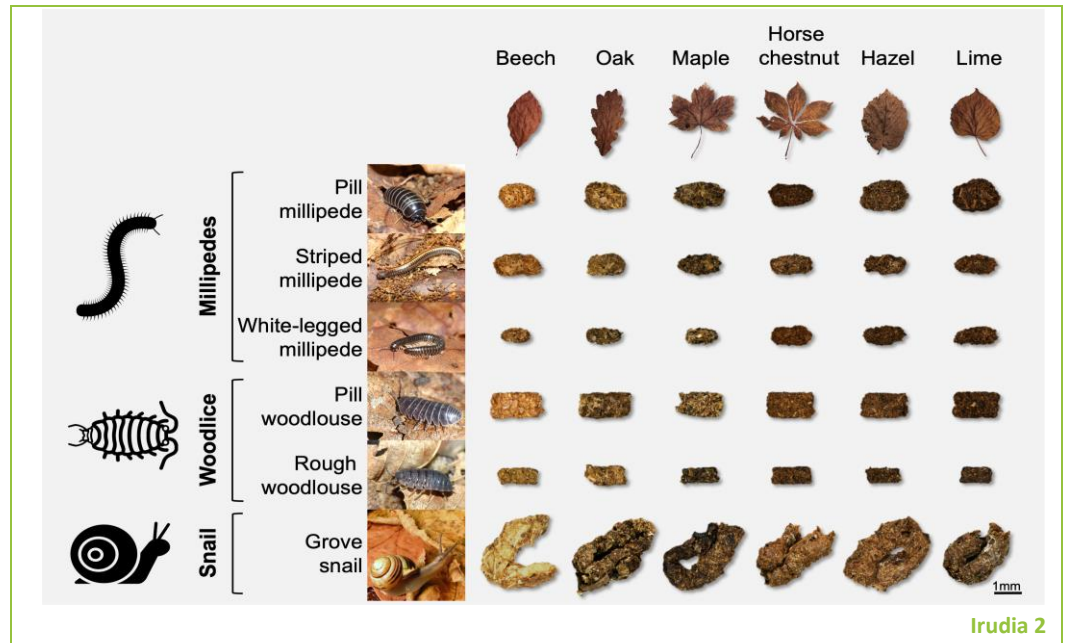 Beech
Oak
Maple
Horse
chestnut
Hazel
Lime
Millipedes
Pill
millipede
Striped
millipede
White-legged
millipede
Woodlice
Pill
woodlouse
Rough
woodlouse
Snail
Grove
snail
1mm
Irudia 2